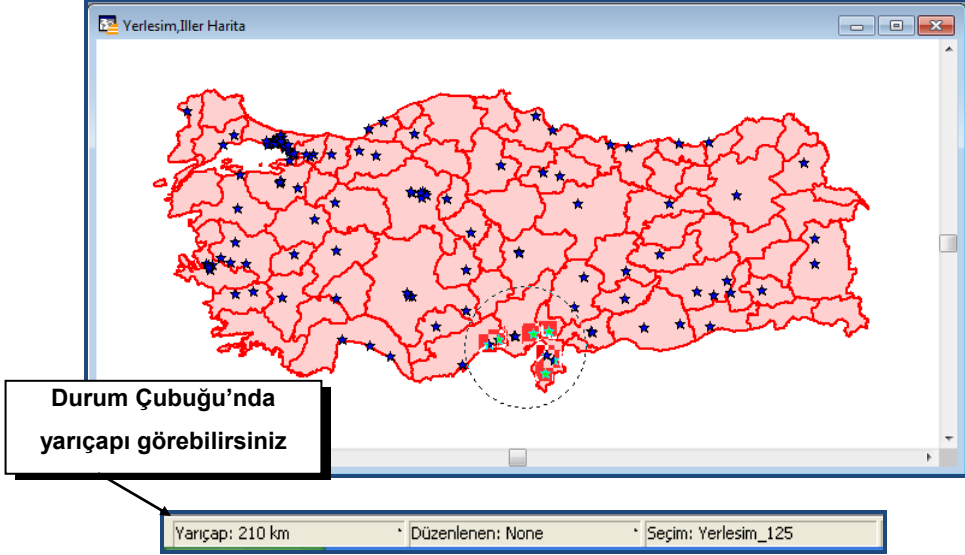 Yerlesim,Iller Harita
Durum Çubuğu’nda
yarıçapı görebilirsiniz
Yarıçap: 210 km
Düzenlenen: None
Seçim: Yerlesim_125